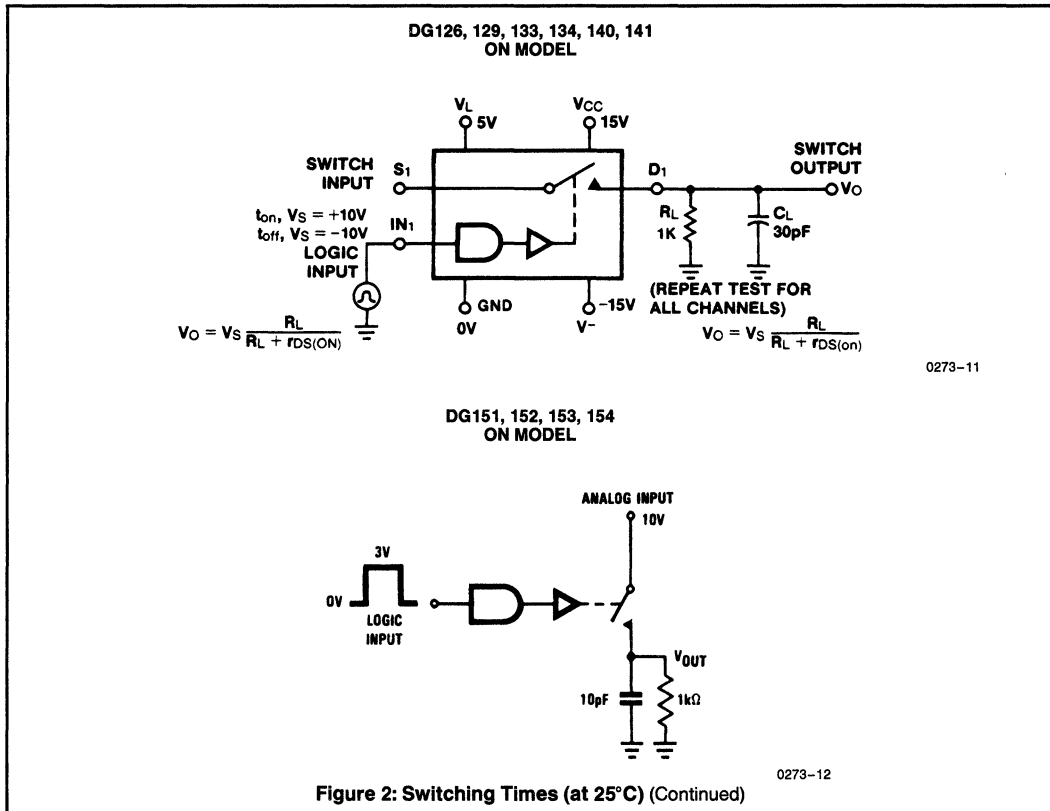 DG126, 129, 133, 134, 140, 141
ON MODEL
VL
5V
VCC
15V
SWITCH
INPUT
S1
D1
SWITCH
OUTPUT
VO
ton, VS = +10V
toff, VS = −10V
LOGIC
INPUT
IN1
RL
1K
CL
30pF
GND
0V
−15V
V−
(REPEAT TEST FOR
ALL CHANNELS)
VO = VS RL / RL + rDS(ON)
VO = VS RL / RL + rDS(on)
0273–11
DG151, 152, 153, 154
ON MODEL
ANALOG INPUT
10V
3V
0V
LOGIC
INPUT
VOUT
10pF
1kΩ
0273–12
Figure 2: Switching Times (at 25°C) (Continued)